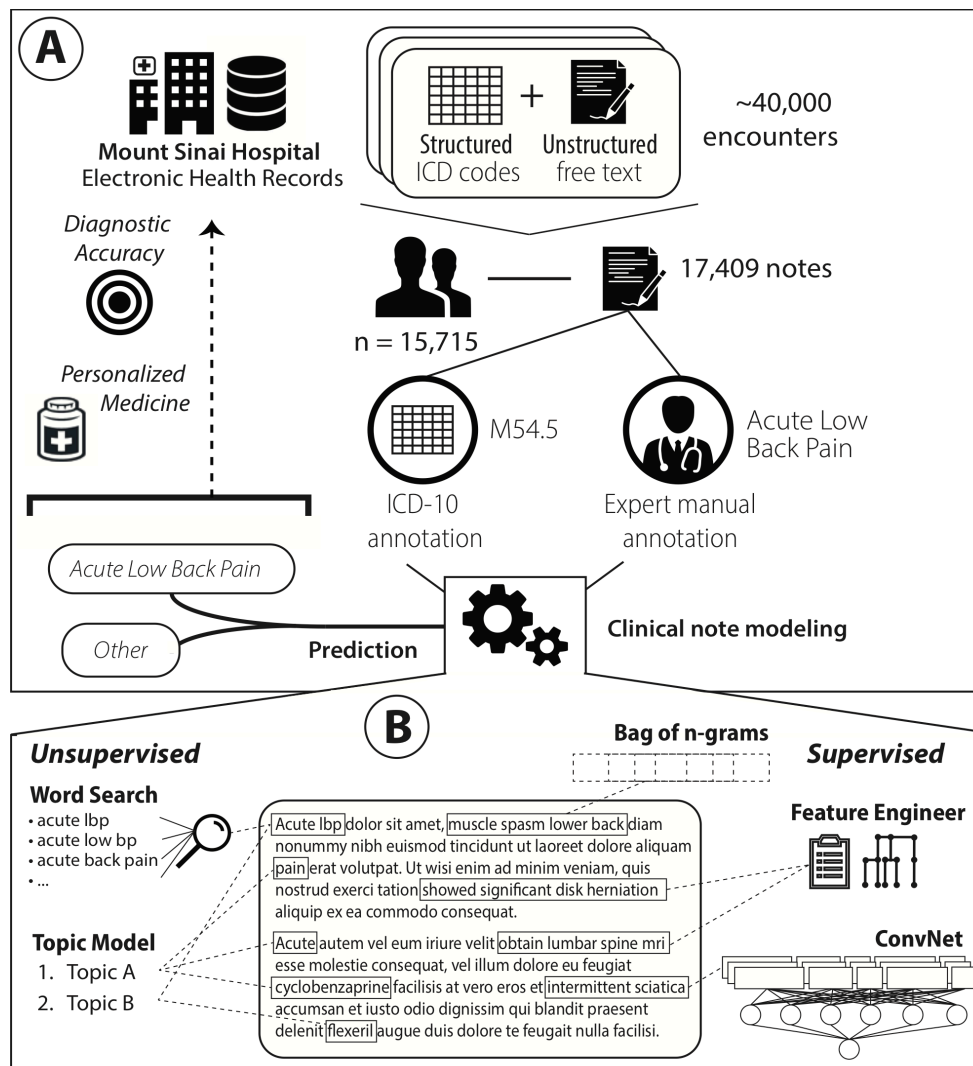 A
Mount Sinai Hospital
Electronic Health Records
Structured
ICD codes
+
Unstructured
free text
~40,000
encounters
Diagnostic
Accuracy
Personalized
Medicine
n = 15,715
17,409 notes
M54.5
ICD-10
annotation
Acute Low
Back Pain
Expert manual
annotation
Acute Low Back Pain
Other
Prediction
Clinical note modeling
B
Unsupervised
Word Search
• acute lbp
• acute low bp
• acute back pain
• ...
Topic Model
1. Topic A
2. Topic B
Bag of n-grams
Supervised
Feature Engineer
ConvNet
Acute lbp dolor sit amet, muscle spasm lower back diam
nonummy nibh euismod tincidunt ut laoreet dolore aliquam
pain erat volutpat. Ut wisi enim ad minim veniam, quis
nostrud exerci tation showed significant disk herniation
aliquip ex ea commodo consequat.
Acute autem vel eum iriure velit obtain lumbar spine mri
esse molestie consequat, vel illum dolore eu feugiat
cyclobenzaprine facilisis at vero eros et intermittent sciatica
accumsan et iusto odio dignissim qui blandit praesent
delenit flexeril augue duis dolore te feugait nulla facilisi.